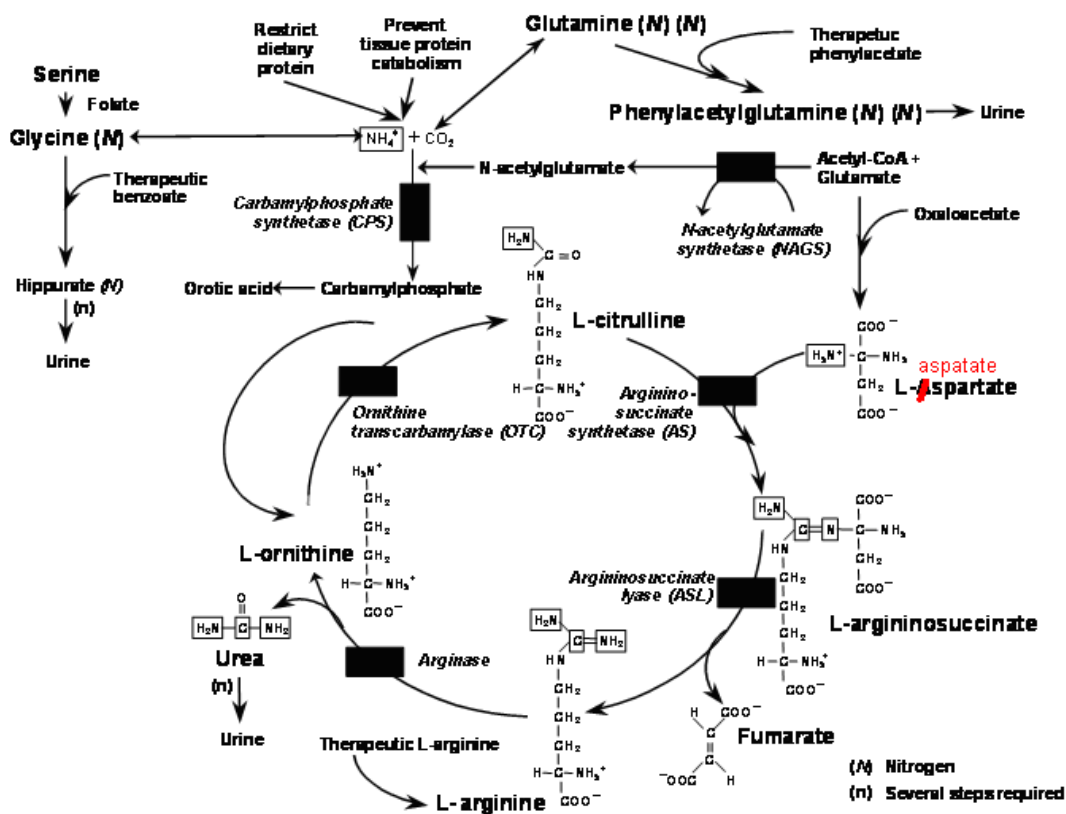 Restrict
dietary
protein
Prevent
tissue protein
catabolism
Glutamine (N) (N)
Therapetuc
phenylacetate
Serine
Folate
Glycine (N)
NH₄⁺ + CO₂
Phenylacetylglutamine (N) (N)
Urine
Therapeutic
benzoate
Carbamylphosphate
synthetase (CPS)
N-acetylglutamate
Acetyl-CoA +
Glutamate
N-acetylglutamate
synthetase (NAGS)
Oxaloacetate
Hippurate (N)
(n)
Urine
Orotic acid
Carbamylphosphate
H₂N
C = O
HN
CH₂
CH₂
CH₂
H - C - NH₃⁺
COO⁻
L-citrulline
COO⁻
H₃N⁺ - C - NH₃
CH₂
COO⁻
aspatate
L-Aspartate
Ornithine
transcarbamylase (OTC)
Arginino-
succinate
synthetase (AS)
H₃N⁺
CH₂
CH₂
CH₂
H - C - NH₃⁺
COO⁻
L-ornithine
H₂N
C = N
HN
CH₂
CH₂
CH₂
H - C - NH₃⁺
COO⁻
COO⁻
C - NH₃
CH₂
COO⁻
L-argininosuccinate
Argininosuccinate
lyase (ASL)
O
H₂N - C - NH₂
Urea
(n)
Urine
Arginase
H₂N
C = NH₂
HN
CH₂
CH₂
CH₂
H - C - NH₃⁺
COO⁻
Therapeutic L-arginine
L- arginine
H
COO⁻
C
C
⁻COO
H
Fumarate
(N) Nitrogen
(n) Several steps required